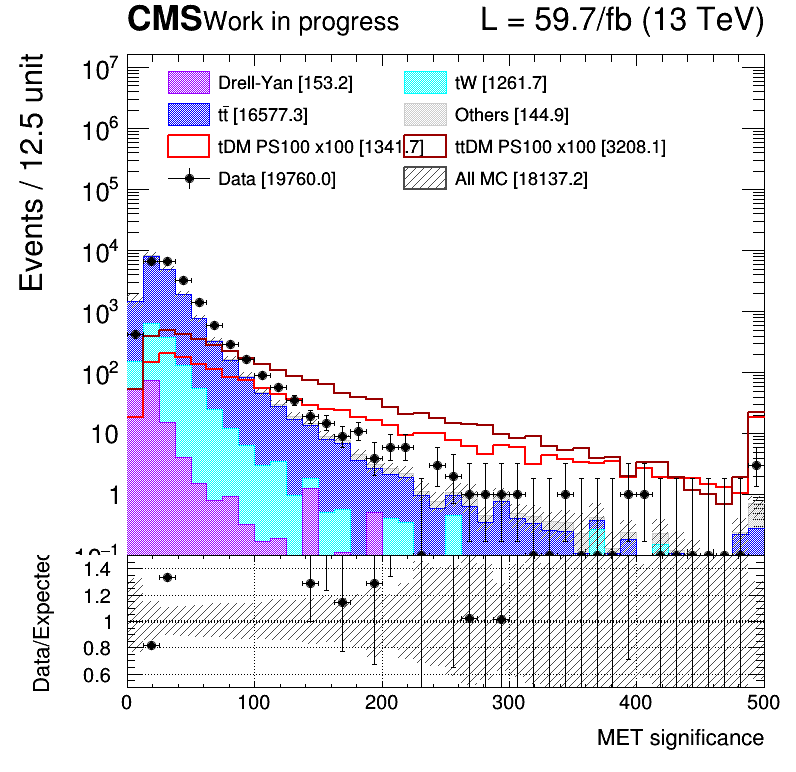 CMS Work in progress L = 59.7/fb (13 TeV)
Events / 12.5 unit
10⁷
10⁶
10⁵
10⁴
10³
10²
10
1
10⁻¹
Drell-Yan [153.2] tW [1261.7]
tt̄ [16577.3] Others [144.9]
tDM PS100 x100 [1341.7] ttDM PS100 x100 [3208.1]
Data [19760.0] All MC [18137.2]
Data/Expected
1.4
1.2
1
0.8
0.6
0 100 200 300 400 500
MET significance